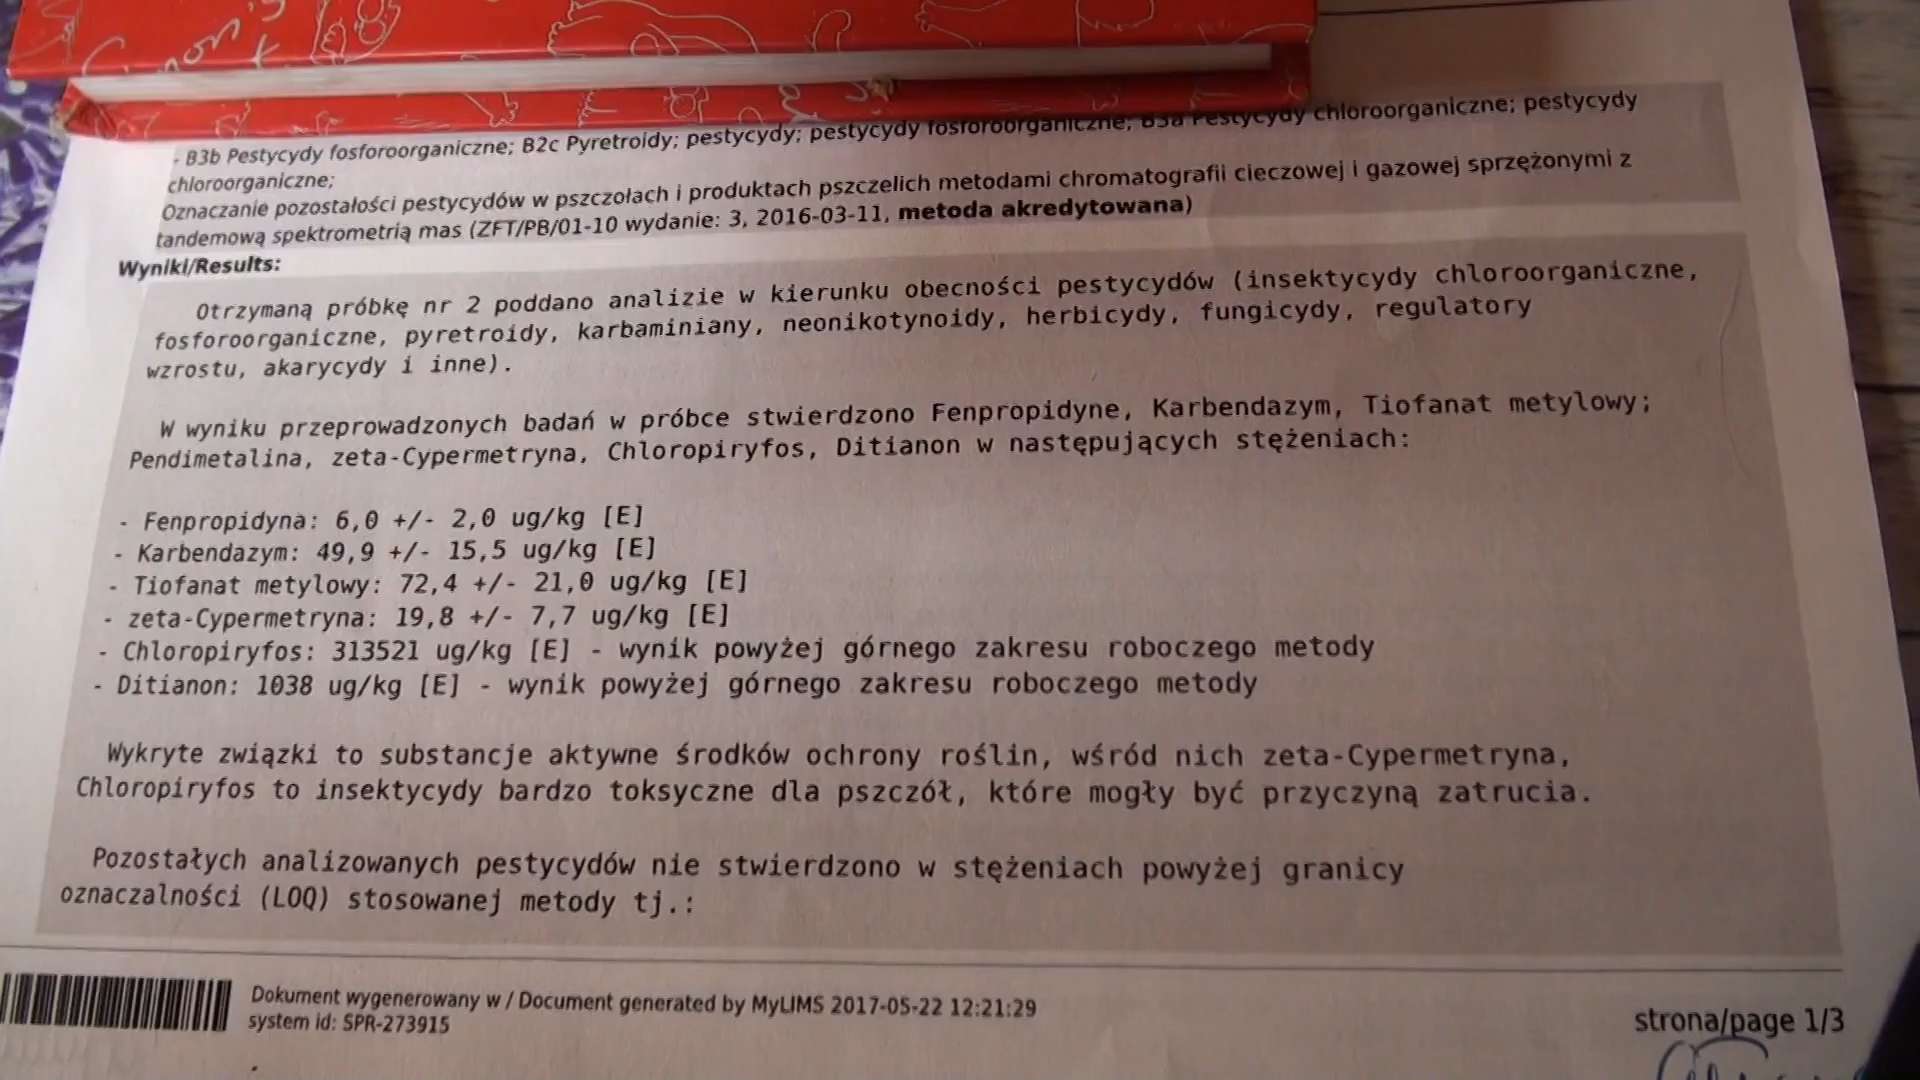 non's
- B3b Pestycydy fosforoorganiczne; B2c Pyretroidy; pestycydy; pestycydy fosforoorganiczne; B3a Pestycydy chloroorganiczne; pestycydy
chloroorganiczne;
Oznaczanie pozostałości pestycydów w pszczołach i produktach pszczelich metodami chromatografii cieczowej i gazowej sprzężonymi z
tandemową spektrometrią mas (ZFT/PB/01-10 wydanie: 3, 2016-03-11, metoda akredytowana)
Wyniki/Results:
Otrzymaną próbkę nr 2 poddano analizie w kierunku obecności pestycydów (insektycydy chloroorganiczne,
fosforoorganiczne, pyretroidy, karbaminiany, neonikotynoidy, herbicydy, fungicydy, regulatory
wzrostu, akarycydy i inne).
W wyniku przeprowadzonych badań w próbce stwierdzono Fenpropidyne, Karbendazym, Tiofanat metylowy;
Pendimetalina, zeta-Cypermetryna, Chloropiryfos, Ditianon w następujących stężeniach:
- Fenpropidyna: 6,0 +/- 2,0 ug/kg [E]
- Karbendazym: 49,9 +/- 15,5 ug/kg [E]
- Tiofanat metylowy: 72,4 +/- 21,0 ug/kg [E]
- zeta-Cypermetryna: 19,8 +/- 7,7 ug/kg [E]
- Chloropiryfos: 313521 ug/kg [E] - wynik powyżej górnego zakresu roboczego metody
- Ditianon: 1038 ug/kg [E] - wynik powyżej górnego zakresu roboczego metody
Wykryte związki to substancje aktywne środków ochrony roślin, wśród nich zeta-Cypermetryna,
Chloropiryfos to insektycydy bardzo toksyczne dla pszczół, które mogły być przyczyną zatrucia.
Pozostałych analizowanych pestycydów nie stwierdzono w stężeniach powyżej granicy
oznaczalności (LOQ) stosowanej metody tj.:
Dokument wygenerowany w / Document generated by MyLIMS 2017-05-22 12:21:29
system id: SPR-273915
strona/page 1/3